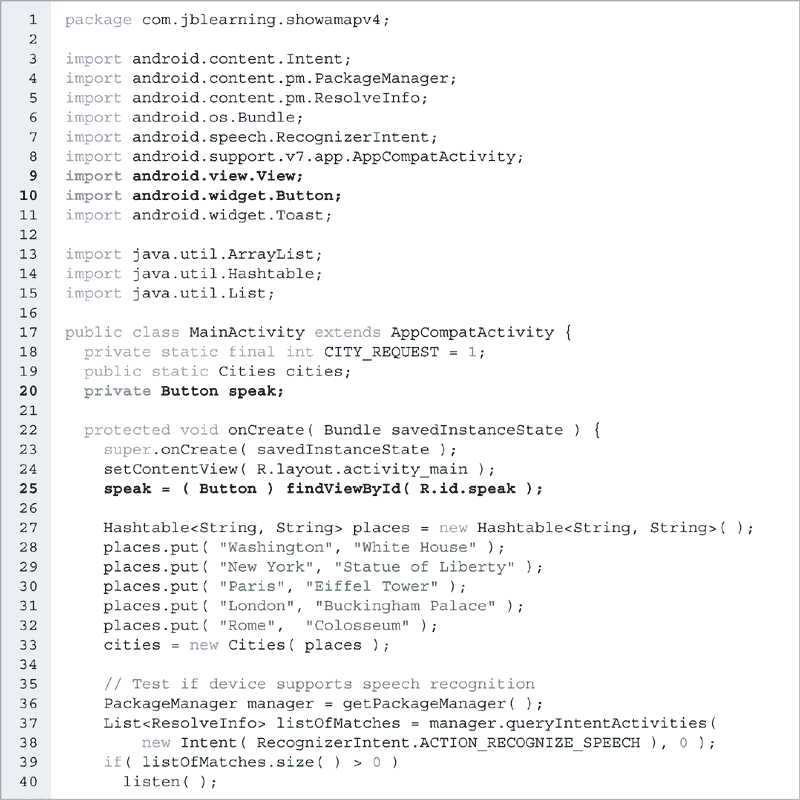 1 package com.jblearning.showamapv4;
2
3 import android.content.Intent;
4 import android.content.pm.PackageManager;
5 import android.content.pm.ResolveInfo;
6 import android.os.Bundle;
7 import android.speech.RecognizerIntent;
8 import android.support.v7.app.AppCompatActivity;
9 import android.view.View;
10 import android.widget.Button;
11 import android.widget.Toast;
12
13 import java.util.ArrayList;
14 import java.util.Hashtable;
15 import java.util.List;
16
17 public class MainActivity extends AppCompatActivity {
18   private static final int CITY_REQUEST = 1;
19   public static Cities cities;
20   private Button speak;
21
22   protected void onCreate( Bundle savedInstanceState ) {
23     super.onCreate( savedInstanceState );
24     setContentView( R.layout.activity_main );
25     speak = ( Button ) findViewById( R.id.speak );
26
27     Hashtable<String, String> places = new Hashtable<String, String>( );
28     places.put( "Washington", "White House" );
29     places.put( "New York", "Statue of Liberty" );
30     places.put( "Paris", "Eiffel Tower" );
31     places.put( "London", "Buckingham Palace" );
32     places.put( "Rome",  "Colosseum" );
33     cities = new Cities( places );
34
35     // Test if device supports speech recognition
36     PackageManager manager = getPackageManager( );
37     List<ResolveInfo> listOfMatches = manager.queryIntentActivities(
38         new Intent( RecognizerIntent.ACTION_RECOGNIZE_SPEECH ), 0 );
39     if( listOfMatches.size( ) > 0 )
40       listen( );